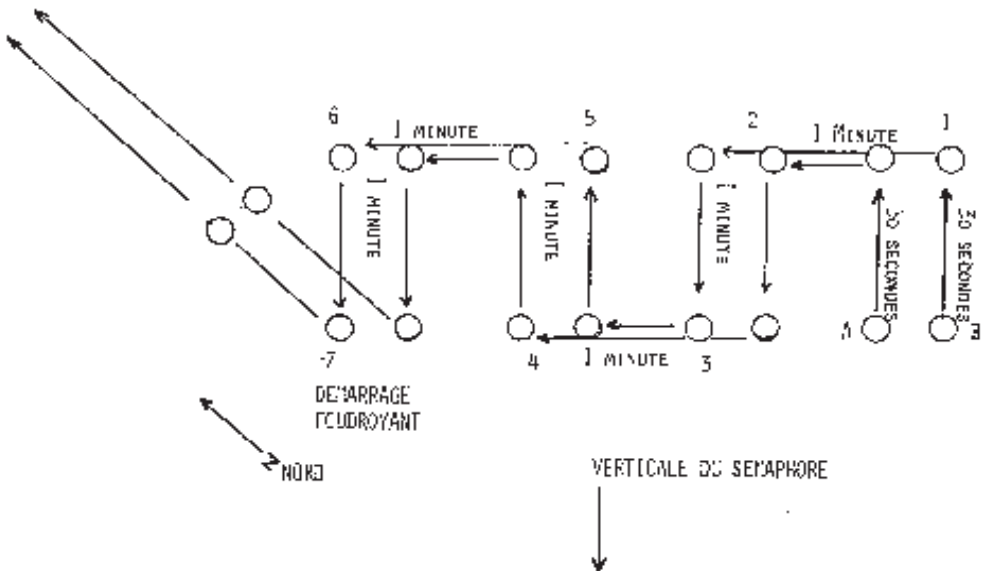 6
1 MINUTE
5
2
1 MINUTE
1
1 MINUTE
1 MINUTE
1 MINUTE
30 SECONDES
30 SECONDES
A
B
-7
4
1 MINUTE
3
DEMARRAGE
FOUDROYANT
N NORD
VERTICALE DU SEMAPHORE